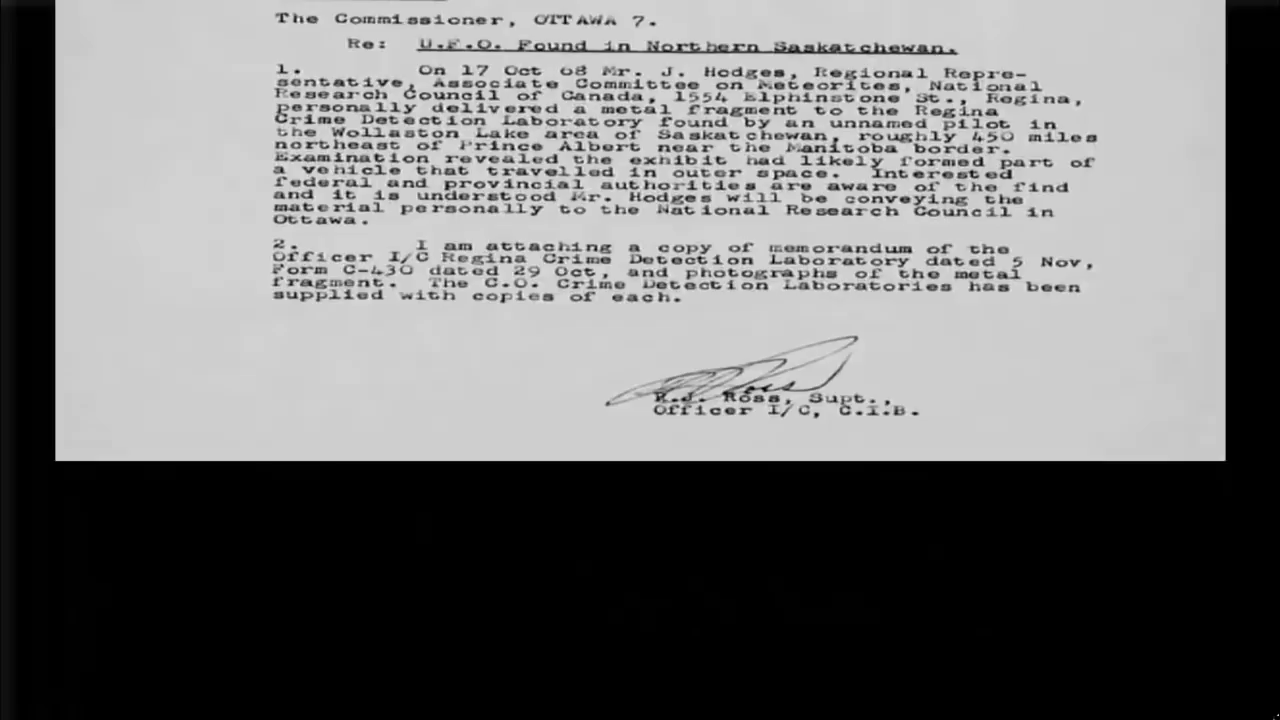 The Commissioner, OTTAWA 7.
Re: U.F.O. Found in Northern Saskatchewan.
1. On 17 Oct 68 Mr. J. Hodges, Regional Repre-
sentative, Associate Committee on Meteorites, National
Research Council of Canada, 1554 Elphinstone St., Regina,
personally delivered a metal fragment to the Regina
Crime Detection Laboratory found by an unnamed pilot in
the Wollaston Lake area of Saskatchewan, roughly 450 miles
northeast of Prince Albert near the Manitoba border.
Examination revealed the exhibit had likely formed part of
a vehicle that travelled in outer space. Interested
federal and provincial authorities are aware of the find
and it is understood Mr. Hodges will be conveying the
material personally to the National Research Council in
Ottawa.
2. I am attaching a copy of memorandum of the
Officer I/C Regina Crime Detection Laboratory dated 5 Nov,
Form C-430 dated 29 Oct, and photographs of the metal
fragment. The C.O. Crime Detection Laboratories has been
supplied with copies of each.
Ross
Ross, Supt.,
Officer I/C, C.I.B.